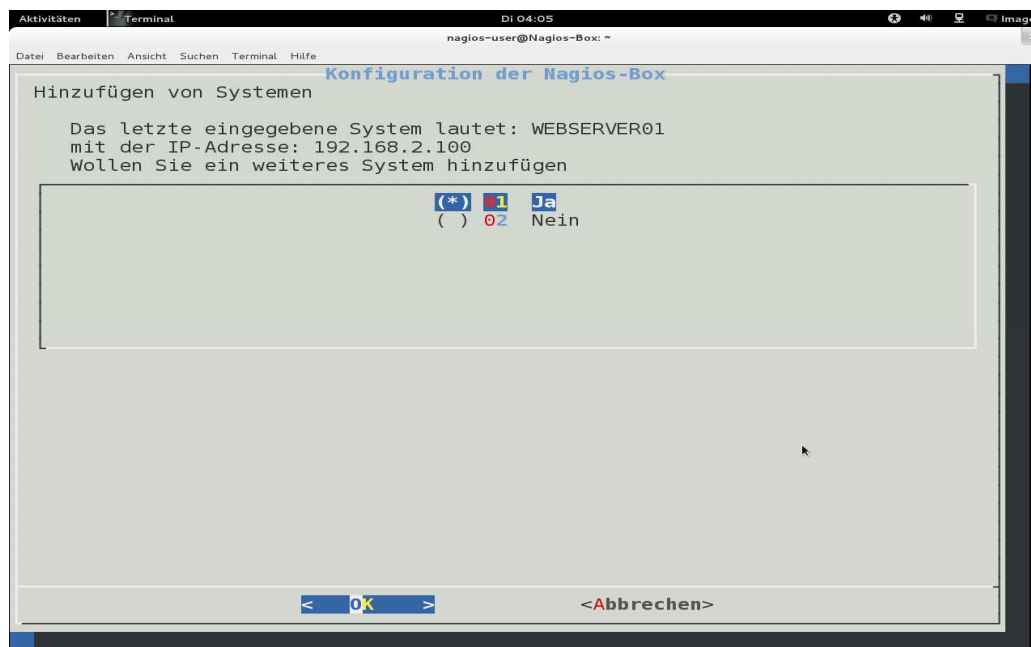 Aktivitäten Terminal Di 04:05
nagios-user@Nagios-Box: ~
Datei Bearbeiten Ansicht Suchen Terminal Hilfe
Konfiguration der Nagios-Box
Hinzufügen von Systemen
Das letzte eingegebene System lautet: WEBSERVER01
mit der IP-Adresse: 192.168.2.100
Wollen Sie ein weiteres System hinzufügen
(*) 01 Ja
( ) 02 Nein
< OK > <Abbrechen>